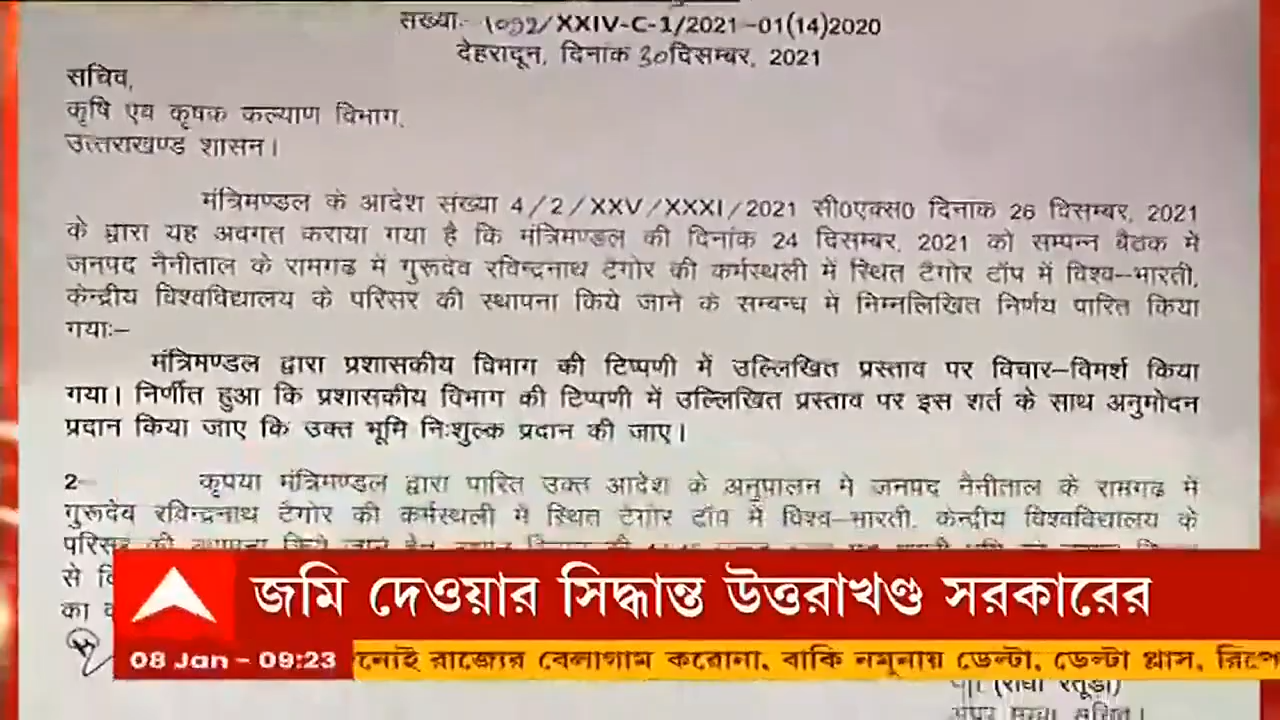 सख्या:- 1092/XXIV-C-1/2021-01(14)2020
देहरादून, दिनांक 30 दिसम्बर, 2021
सचिव,
कृषि एव कृषक कल्याण विभाग,
उत्तराखण्ड शासन।
मंत्रिमण्डल के आदेश संख्या 4/2/XXV/XXXI/2021 सी0एक्स0 दिनाक 26 दिसम्बर, 2021
के द्वारा यह अवगत कराया गया है कि मंत्रिमण्डल की दिनांक 24 दिसम्बर, 2021 को सम्पन्न बैठक में
जनपद नैनीताल के रामगढ में गुरूदेव रविन्द्रनाथ टैगोर की कर्मस्थली में स्थित टैगोर टॉप में विश्व-भारती,
केन्द्रीय विश्वविद्यालय के परिसर की स्थापना किये जाने के सम्बन्ध में निम्नलिखित निर्णय पारित किया
गया:-
मंत्रिमण्डल द्वारा प्रशासकीय विभाग की टिप्पणी में उल्लिखित प्रस्ताव पर विचार-विमर्श किया
गया। निर्णीत हुआ कि प्रशासकीय विभाग की टिप्पणी में उल्लिखित प्रस्ताव पर इस शर्त के साथ अनुमोदन
प्रदान किया जाए कि उक्त भूमि निःशुल्क प्रदान की जाए।
2- कृपया मंत्रिमण्डल द्वारा पारित उक्त आदेश के अनुपालन मे जनपद नैनीताल के रामगढ में
गुरूदेव रविन्द्रनाथ टैगोर की कर्मस्थली में स्थित टैगोर टॉप में विश्व-भारती, केन्द्रीय विश्वविद्यालय के
से
का
জমি দেওয়ার সিদ্ধান্ত উত্তরাখণ্ড সরকারের
08 Jan - 09:23 রাজ্যের বেলাগাম করোনা, বাকি নমুনায় ডেল্টা, ডেল্টা প্লাস,
(राधा रतूड़ी)
अपर मुख्य सचिव।